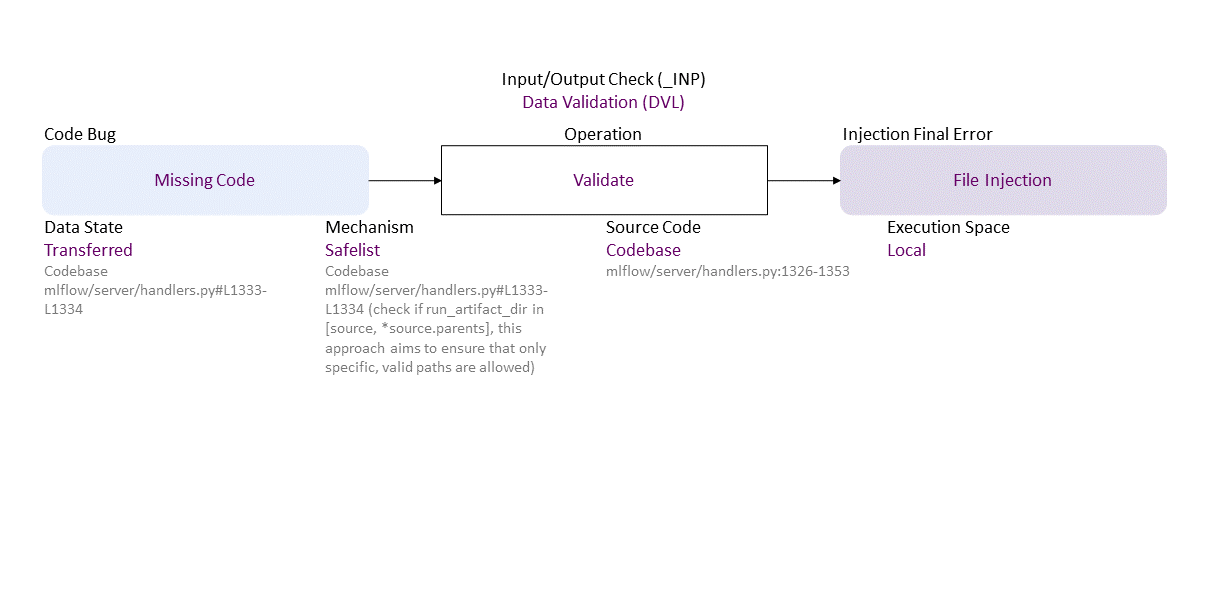 Input/Output Check (_INP)
Data Validation (DVL)
Code Bug
Operation
Injection Final Error
Missing Code
Validate
File Injection
Data State
Transferred
Codebase
mlflow/server/handlers.py#L1333-
L1334
Mechanism
Safelist
Codebase
mlflow/server/handlers.py#L1333-
L1334 (check if run_artifact_dir in
[source, *source.parents], this
approach aims to ensure that only
specific, valid paths are allowed)
Source Code
Codebase
mlflow/server/handlers.py:1326-1353
Execution Space
Local